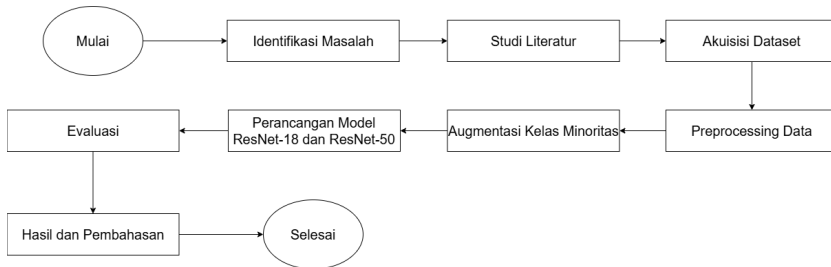 Mulai
Identifikasi Masalah
Studi Literatur
Akuisisi Dataset
Preprocessing Data
Augmentasi Kelas Minoritas
Perancangan Model
ResNet-18 dan ResNet-50
Evaluasi
Hasil dan Pembahasan
Selesai